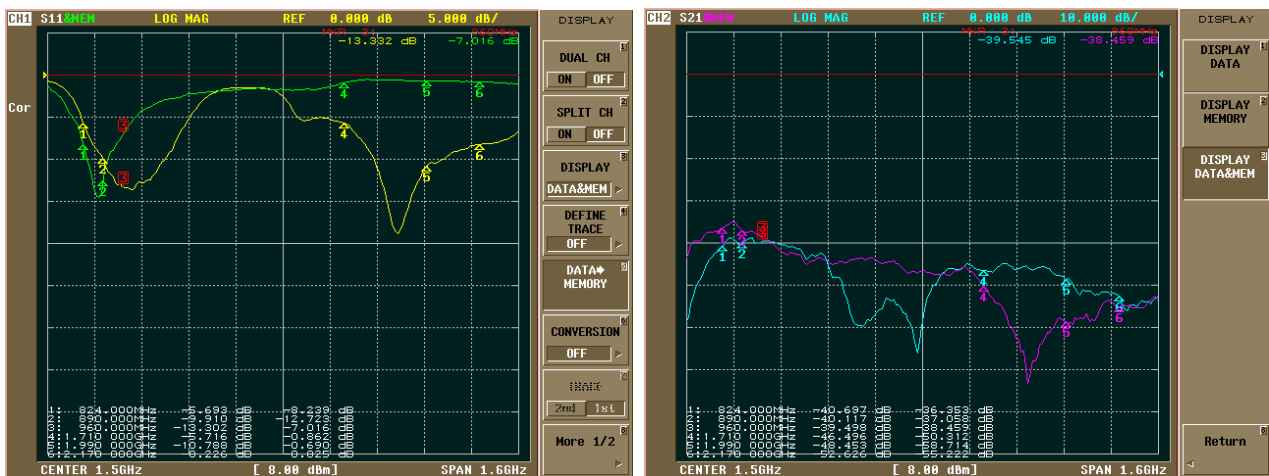 CH1 S11&MEM LOG MAG REF 0.000 dB 5.000 dB/
-13.332 dB -7.016 dB
Cor
1: 824.000MHz -5.693 dB -8.239 dB
2: 890.000MHz -9.910 dB -12.723 dB
3: 960.000MHz -13.302 dB -7.016 dB
4:1.710 000GHz -5.716 dB -0.862 dB
5:1.990 000GHz -10.788 dB -0.690 dB
6:2.170 000GHz dB dB
CENTER 1.5GHz [ 8.00 dBm] SPAN 1.6GHz
DISPLAY
DUAL CH
ON OFF
SPLIT CH
ON OFF
DISPLAY
DATA&MEM
DEFINE
TRACE
OFF
DATA➔
MEMORY
CONVERSION
OFF
2nd 1st
More 1/2
CH2 S21&MEM LOG MAG REF 0.000 dB 10.000 dB/
-39.545 dB -38.459 dB
1: 824.000MHz -40.697 dB -36.353 dB
2: 890.000MHz -40.117 dB -37.058 dB
3: 960.000MHz -39.498 dB -38.459 dB
4:1.710 000GHz -46.496 dB -50.312 dB
5:1.990 000GHz -48.453 dB -58.714 dB
6:2.170 000GHz -52.626 dB -55.222 dB
CENTER 1.5GHz [ 8.00 dBm] SPAN 1.6GHz
DISPLAY
DISPLAY
DATA
DISPLAY
MEMORY
DISPLAY
DATA&MEM
Return